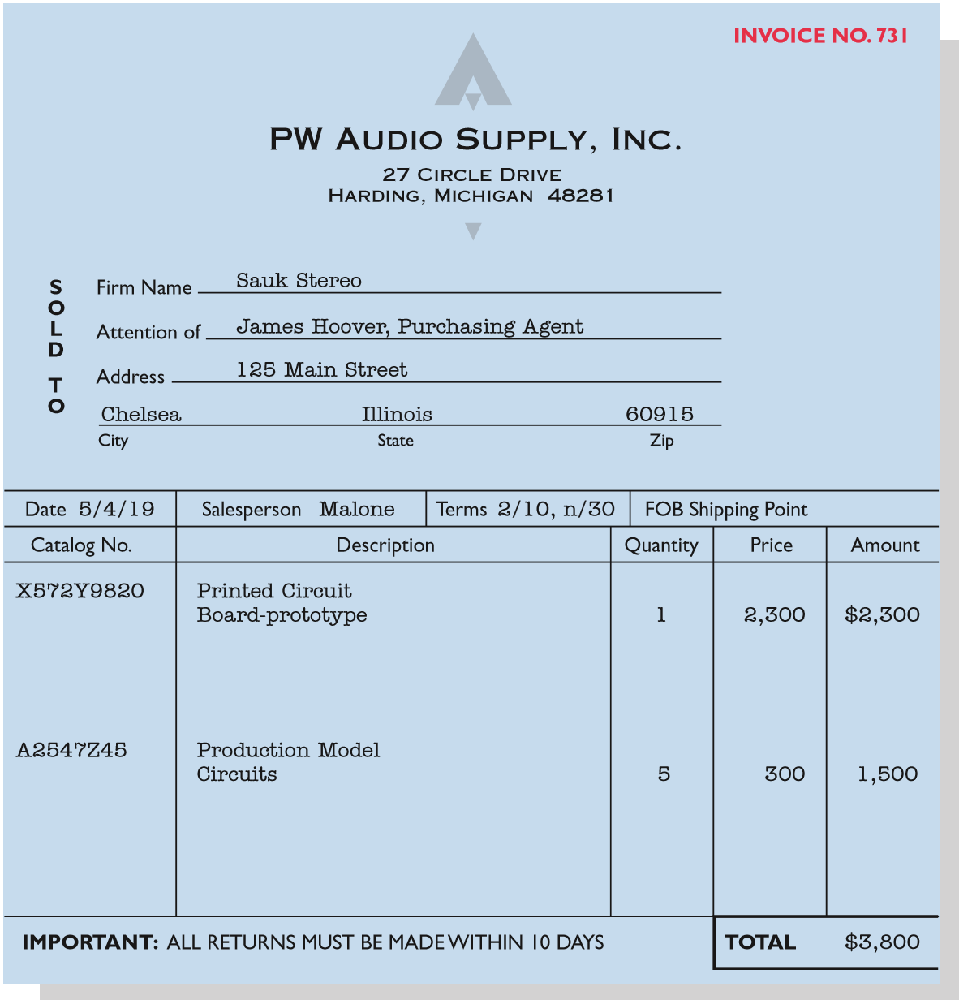 INVOICE NO. 731
PW AUDIO SUPPLY, INC.
27 CIRCLE DRIVE
HARDING, MICHIGAN 48281
SOLD TO
Firm Name Sauk Stereo
Attention of James Hoover, Purchasing Agent
Address 125 Main Street
Chelsea Illinois 60915
City State Zip
Date 5/4/19 Salesperson Malone Terms 2/10, n/30 FOB Shipping Point
Catalog No. Description Quantity Price Amount
X572Y9820 Printed Circuit
Board-prototype 1 2,300 $2,300
A2547Z45 Production Model
Circuits 5 300 1,500
IMPORTANT: ALL RETURNS MUST BE MADE WITHIN 10 DAYS TOTAL $3,800